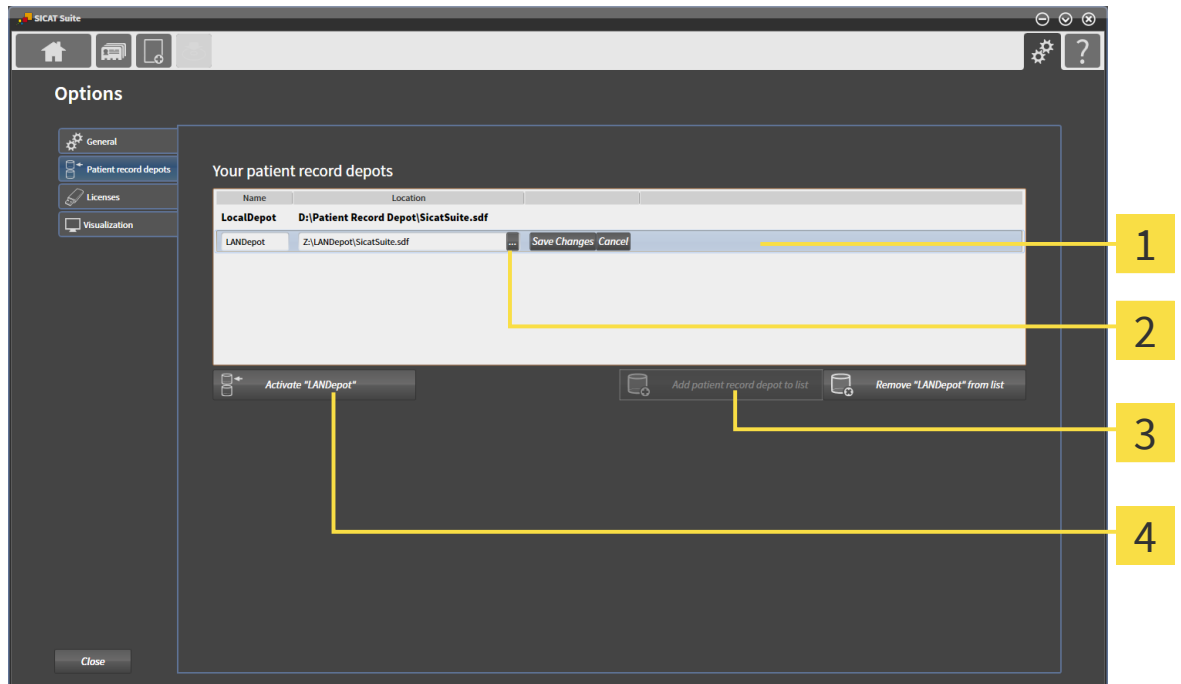 SICAT Suite
?
Options
General
Patient record depots
Licenses
Visualization
Your patient record depots
Name Location
LocalDepot D:\Patient Record Depot\SicatSuite.sdf
LANDepot Z:\LANDepot\SicatSuite.sdf ... Save Changes Cancel
Activate "LANDepot" Add patient record depot to list Remove "LANDepot" from list
Close
1
2
3
4